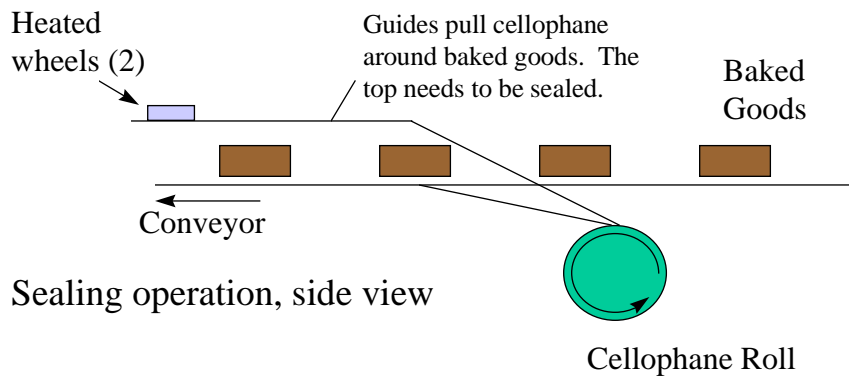 Heated
wheels (2)
Guides pull cellophane
around baked goods.  The
top needs to be sealed.
Baked
Goods
Conveyor
Sealing operation, side view
Cellophane Roll